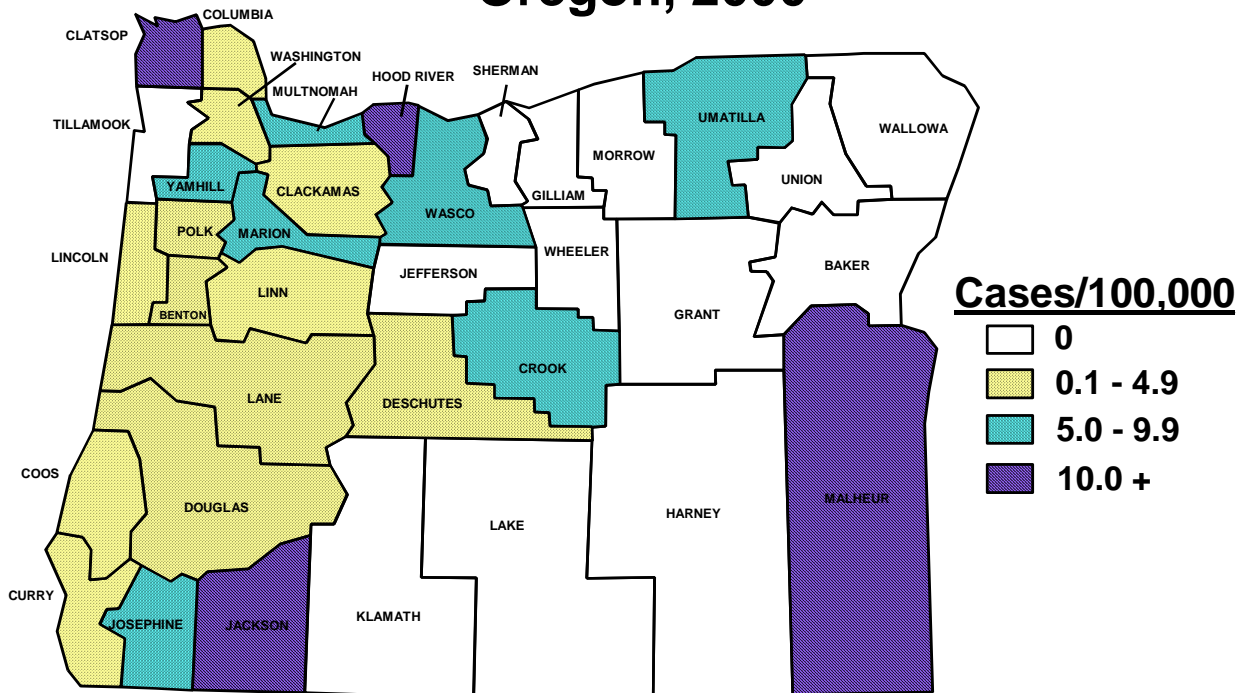 COLUMBIA
CLATSOP
WASHINGTON
HOOD RIVER
SHERMAN
MULTNOMAH
TILLAMOOK
UMATILLA
WALLOWA
MORROW
UNION
YAMHILL
CLACKAMAS
GILLIAM
WASCO
POLK
MARION
LINCOLN
WHEELER
BAKER
JEFFERSON
LINN
BENTON
GRANT
CROOK
LANE
DESCHUTES
COOS
DOUGLAS
LAKE
HARNEY
MALHEUR
CURRY
JOSEPHINE
JACKSON
KLAMATH
Cases/100,000
0
0.1 - 4.9
5.0 - 9.9
10.0 +